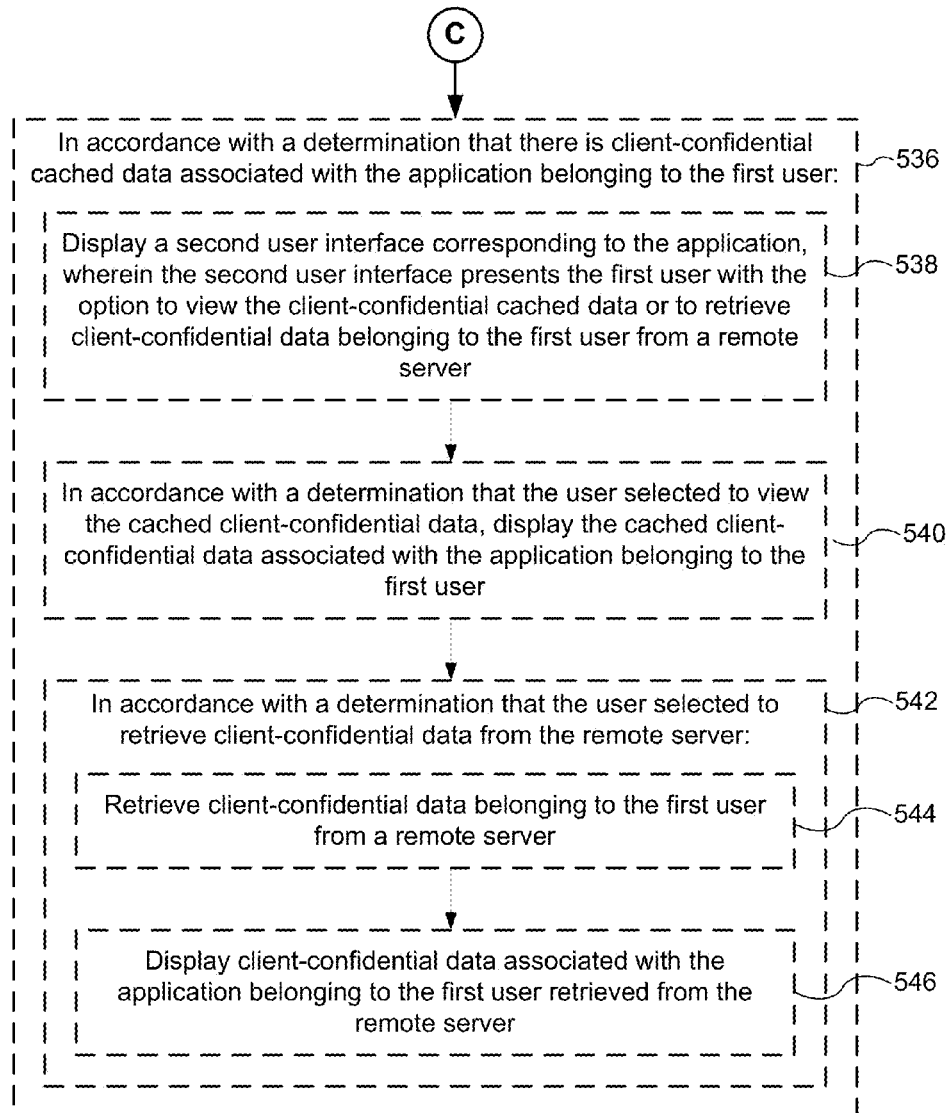 C
In accordance with a determination that there is client-confidential
cached data associated with the application belonging to the first user:
536
Display a second user interface corresponding to the application,
wherein the second user interface presents the first user with the
option to view the client-confidential cached data or to retrieve
client-confidential data belonging to the first user from a remote
server
538
In accordance with a determination that the user selected to view
the cached client-confidential data, display the cached client-
confidential data associated with the application belonging to the
first user
540
In accordance with a determination that the user selected to
retrieve client-confidential data from the remote server:
542
Retrieve client-confidential data belonging to the first user
from a remote server
544
Display client-confidential data associated with the
application belonging to the first user retrieved from the
remote server
546